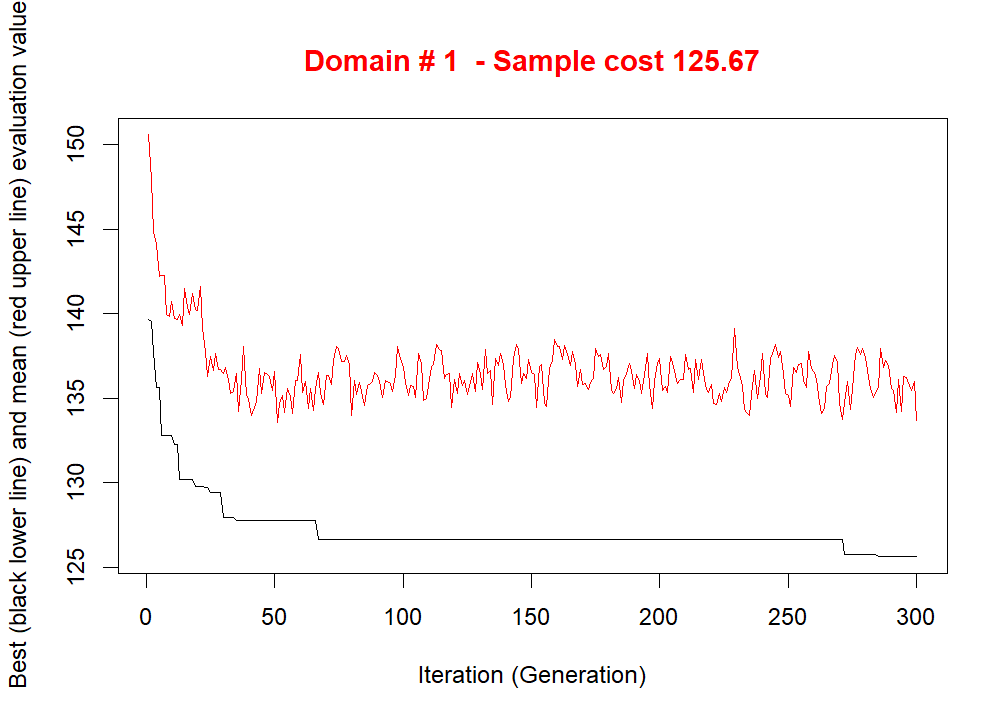 Domain # 1  - Sample cost 125.67
Best (black lower line) and mean (red upper line) evaluation value
150
145
140
135
130
125
0 50 100 150 200 250 300
Iteration (Generation)